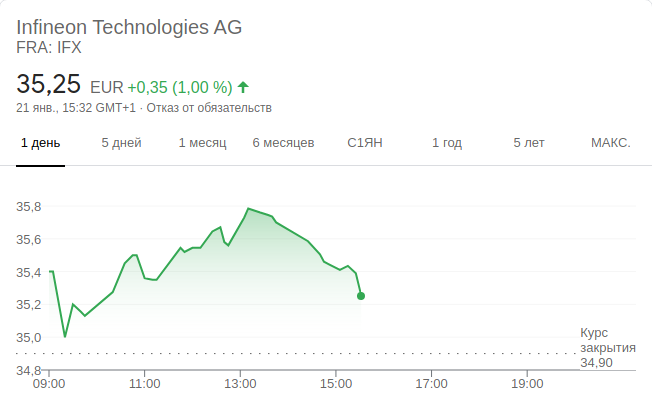 Infineon Technologies AG
FRA: IFX
35,25 EUR +0,35 (1,00 %)
21 янв., 15:32 GMT+1 · Отказ от обязательств
1 день 5 дней 1 месяц 6 месяцев С1ЯН 1 год 5 лет МАКС.
35,8
35,6
35,4
35,2
35,0
34,8
Курс
закрытия
34,90
09:00 11:00 13:00 15:00 17:00 19:00